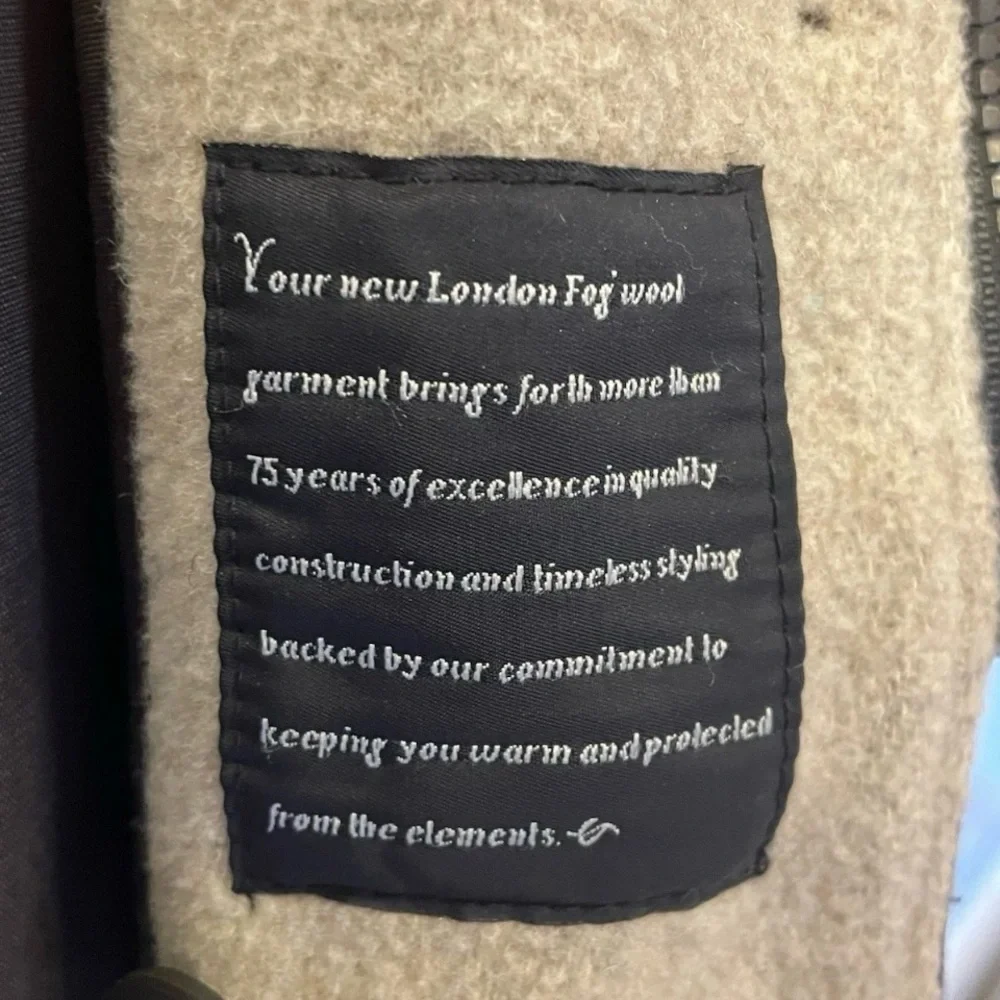 Your new London Fog® wool
garment brings forth more than
75 years of excellence in quality
construction and timeless styling
backed by our commitment to
keeping you warm and protected
from the elements.